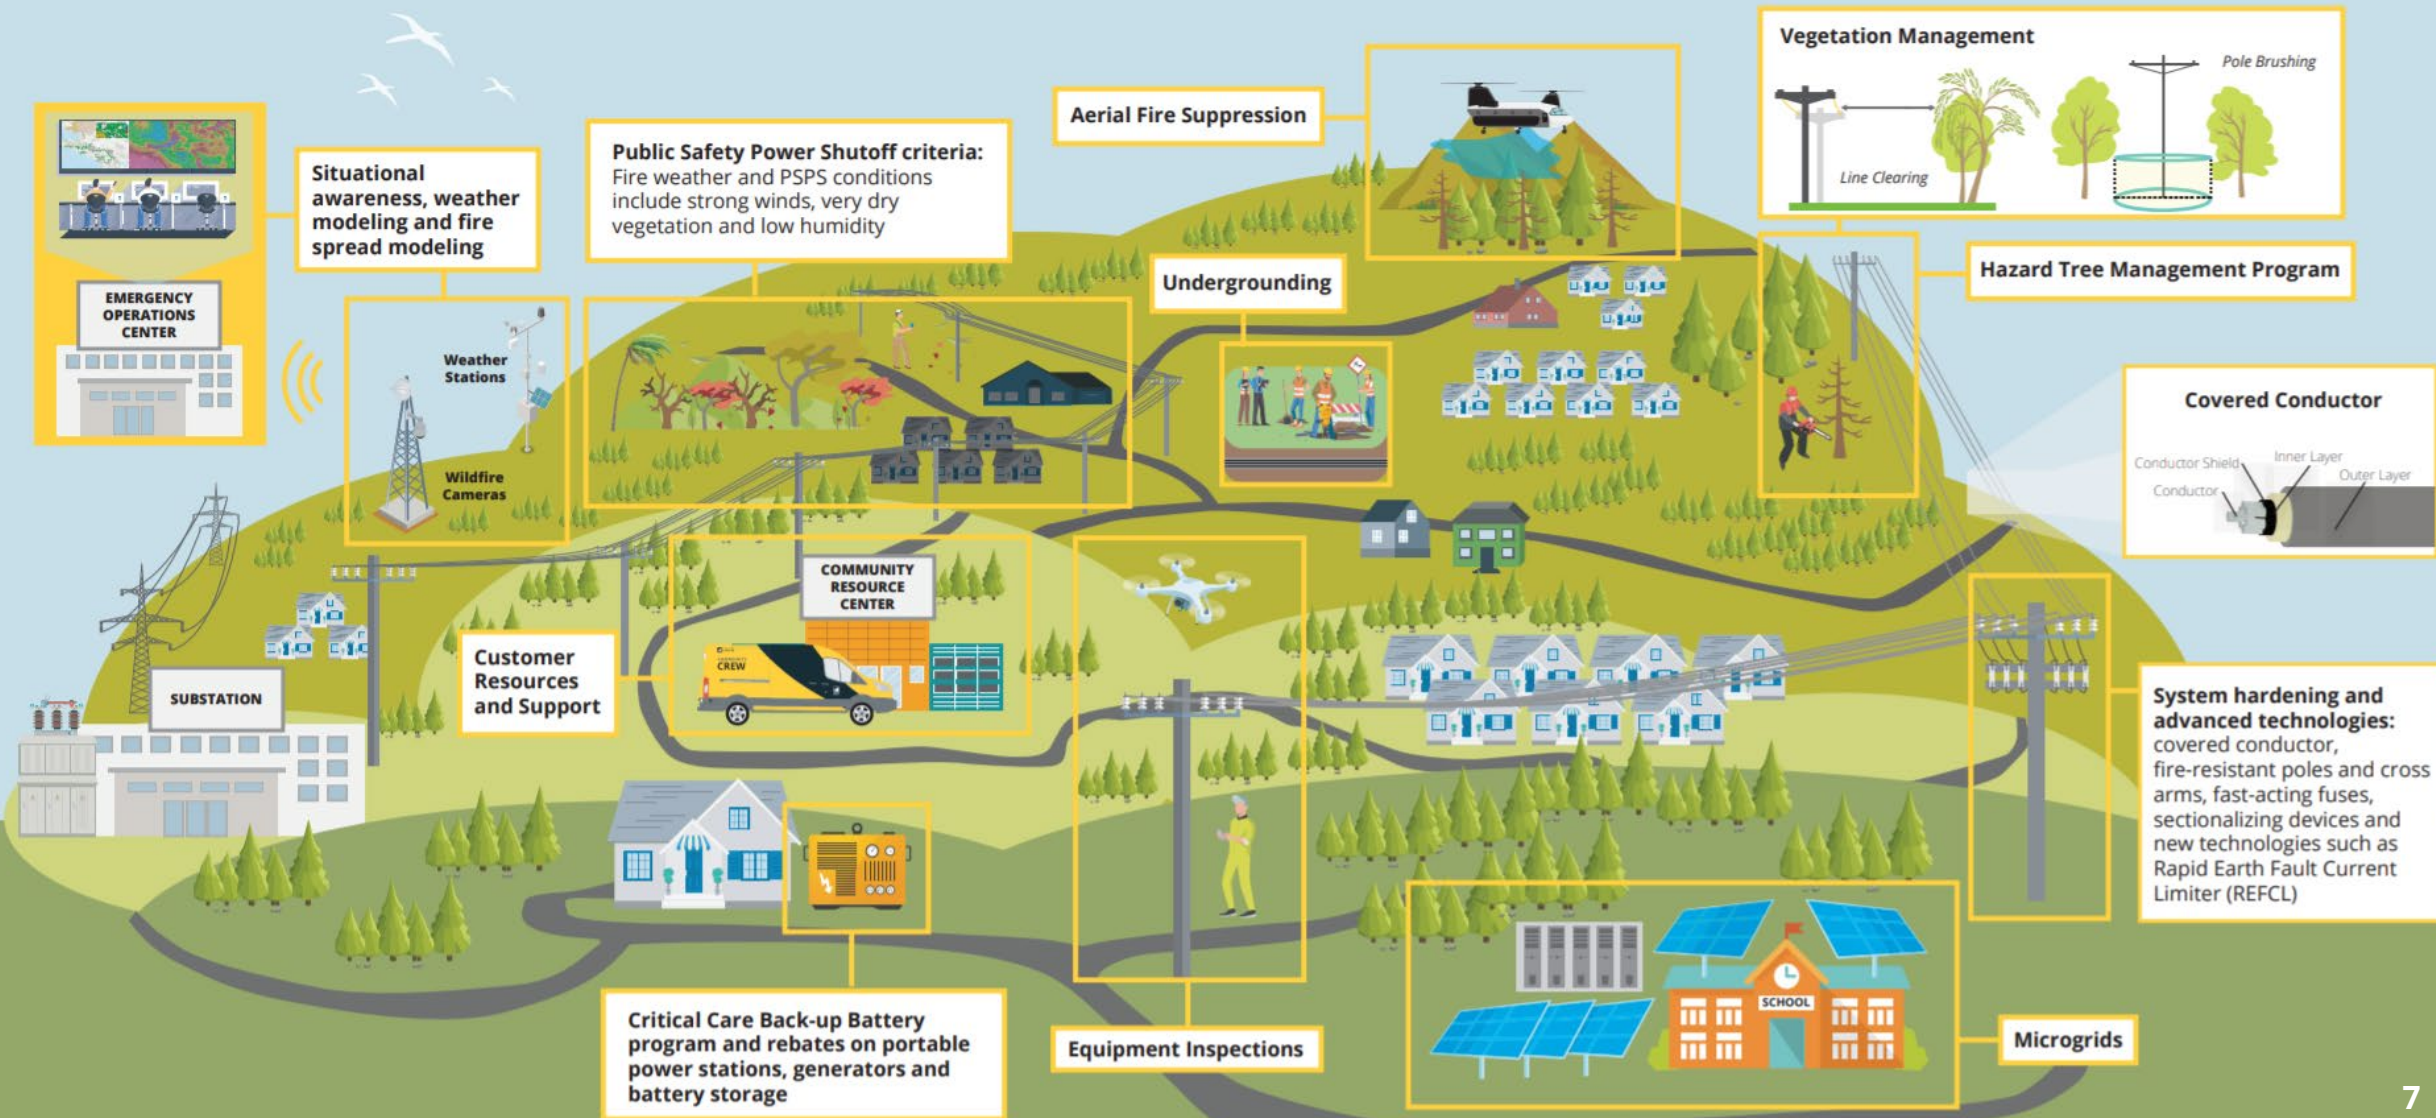 EMERGENCY
OPERATIONS
CENTER
Situational
awareness, weather
modeling and fire
spread modeling
Weather
Stations
Wildfire
Cameras
Public Safety Power Shutoff criteria:
Fire weather and PSPS conditions
include strong winds, very dry
vegetation and low humidity
Aerial Fire Suppression
Undergrounding
Vegetation Management
Pole Brushing
Line Clearing
Hazard Tree Management Program
Covered Conductor
Conductor Shield
Inner Layer
Outer Layer
Conductor
SUBSTATION
Customer
Resources
and Support
COMMUNITY
RESOURCE
CENTER
CREW
System hardening and
advanced technologies:
covered conductor,
fire-resistant poles and cross
arms, fast-acting fuses,
sectionalizing devices and
new technologies such as
Rapid Earth Fault Current
Limiter (REFCL)
Critical Care Back-up Battery
program and rebates on portable
power stations, generators and
battery storage
Equipment Inspections
SCHOOL
Microgrids
7